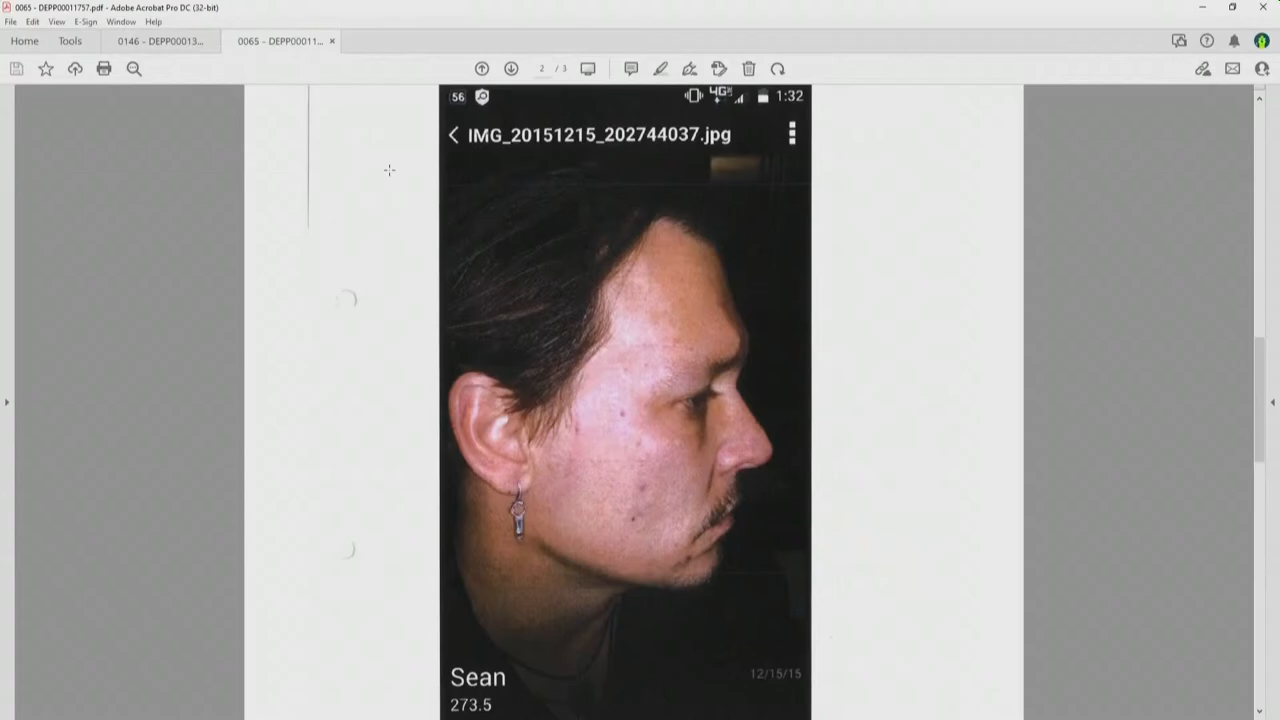 0065 - DEPP00011757.pdf - Adobe Acrobat Pro DC (32-bit)
File Edit View E-Sign Window Help
Home Tools 0146 - DEPP00013... 0065 - DEPP00011... ×
2 / 3
56 4G 1:32
IMG_20151215_202744037.jpg
Sean 12/15/15
273.5